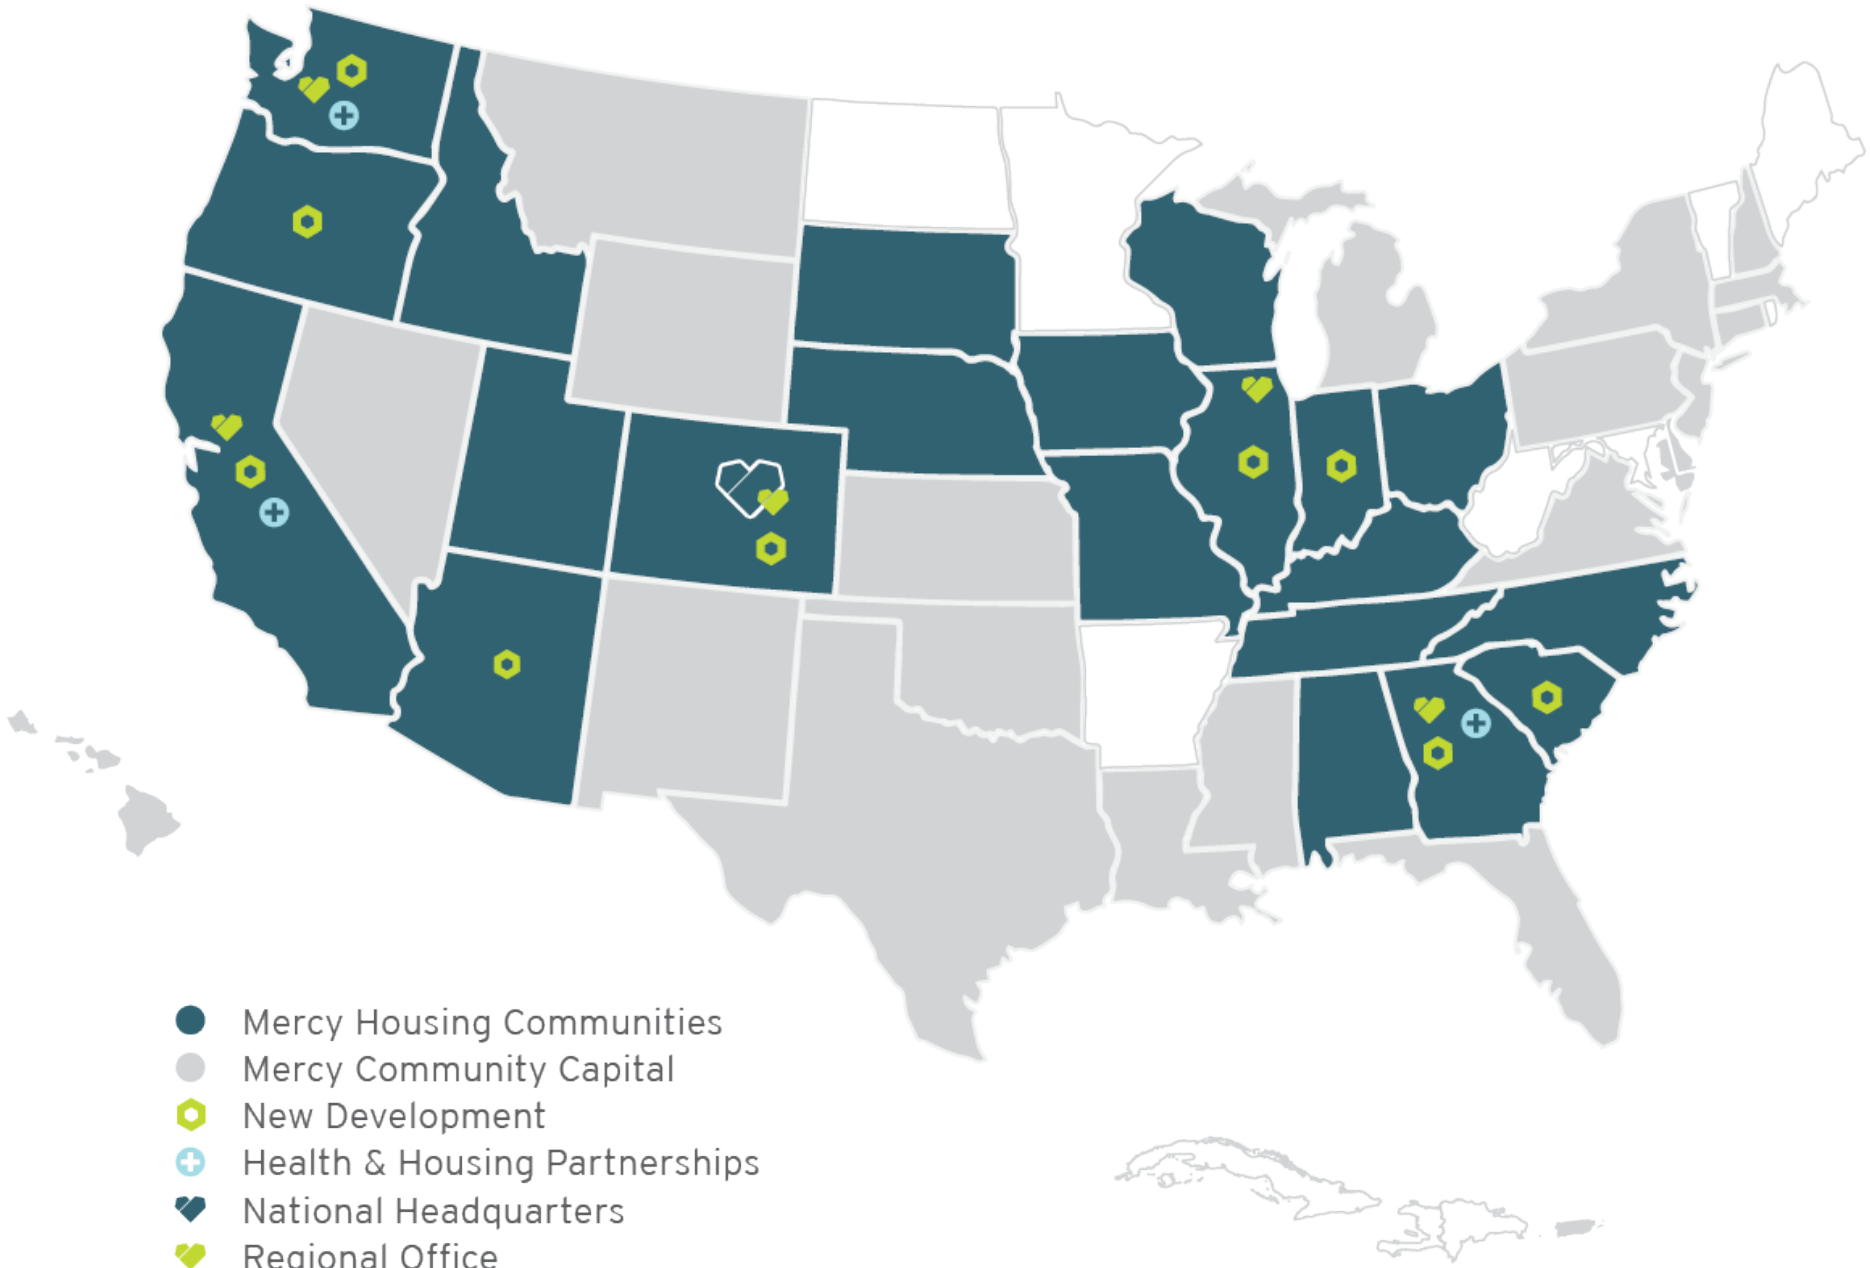 Mercy Housing Communities
Mercy Community Capital
New Development
Health & Housing Partnerships
National Headquarters
Regional Office